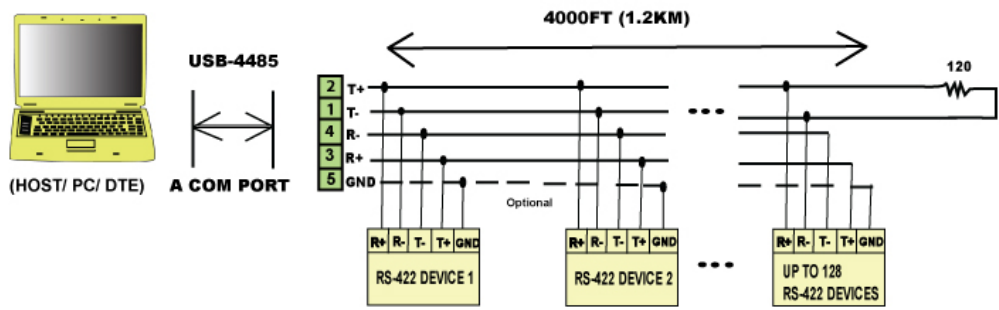 4000FT (1.2KM)
USB-4485
120
2 T+
1 T-
4 R-
3 R+
5 GND
(HOST/ PC/ DTE)
A COM PORT
Optional
R+ R- T- T+ GND
RS-422 DEVICE 1
R+ R- T- T+ GND
RS-422 DEVICE 2
R+ R- T- T+ GND
UP TO 128
RS-422 DEVICES